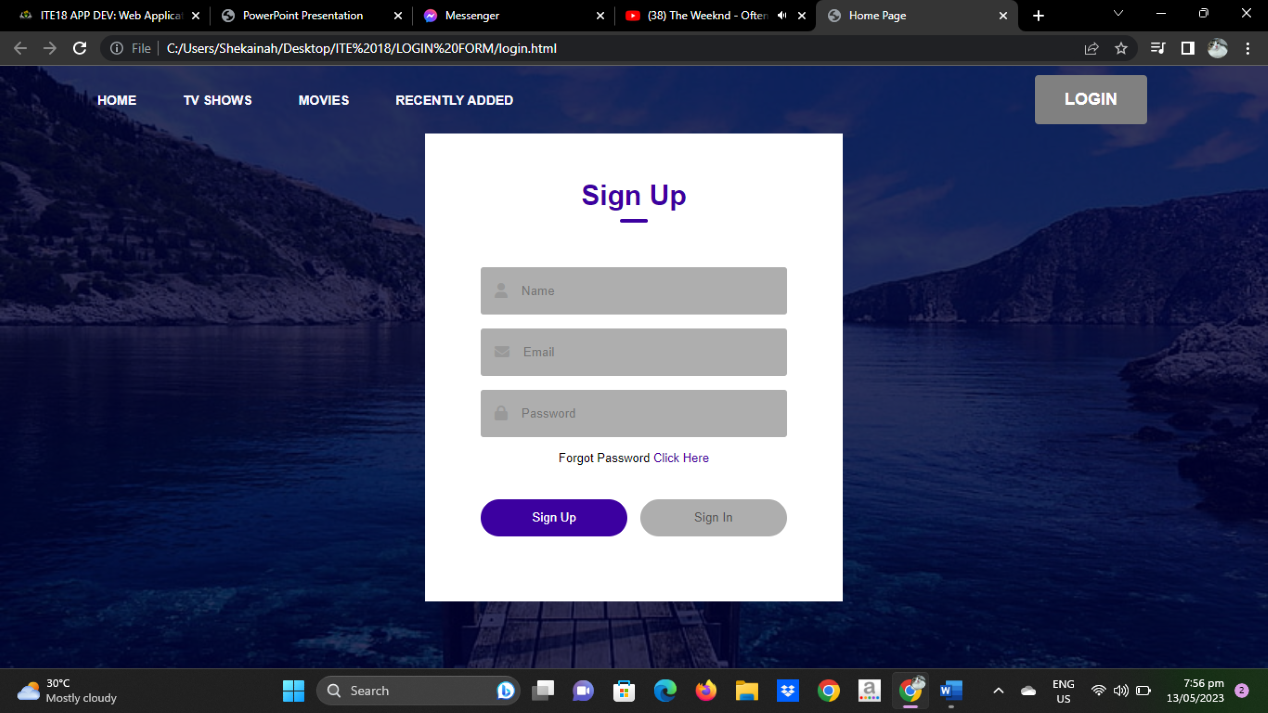 ITE18 APP DEV: Web Applica
PowerPoint Presentation
Messenger
(38) The Weeknd - Often
Home Page
File
C:/Users/Shekainah/Desktop/ITE%2018/LOGIN%20FORM/login.html
HOME
TV SHOWS
MOVIES
RECENTLY ADDED
LOGIN
Sign Up
Name
Email
Password
Forgot Password Click Here
Sign Up
Sign In
30°C
Mostly cloudy
Search
ENG
US
7:56 pm
13/05/2023
2